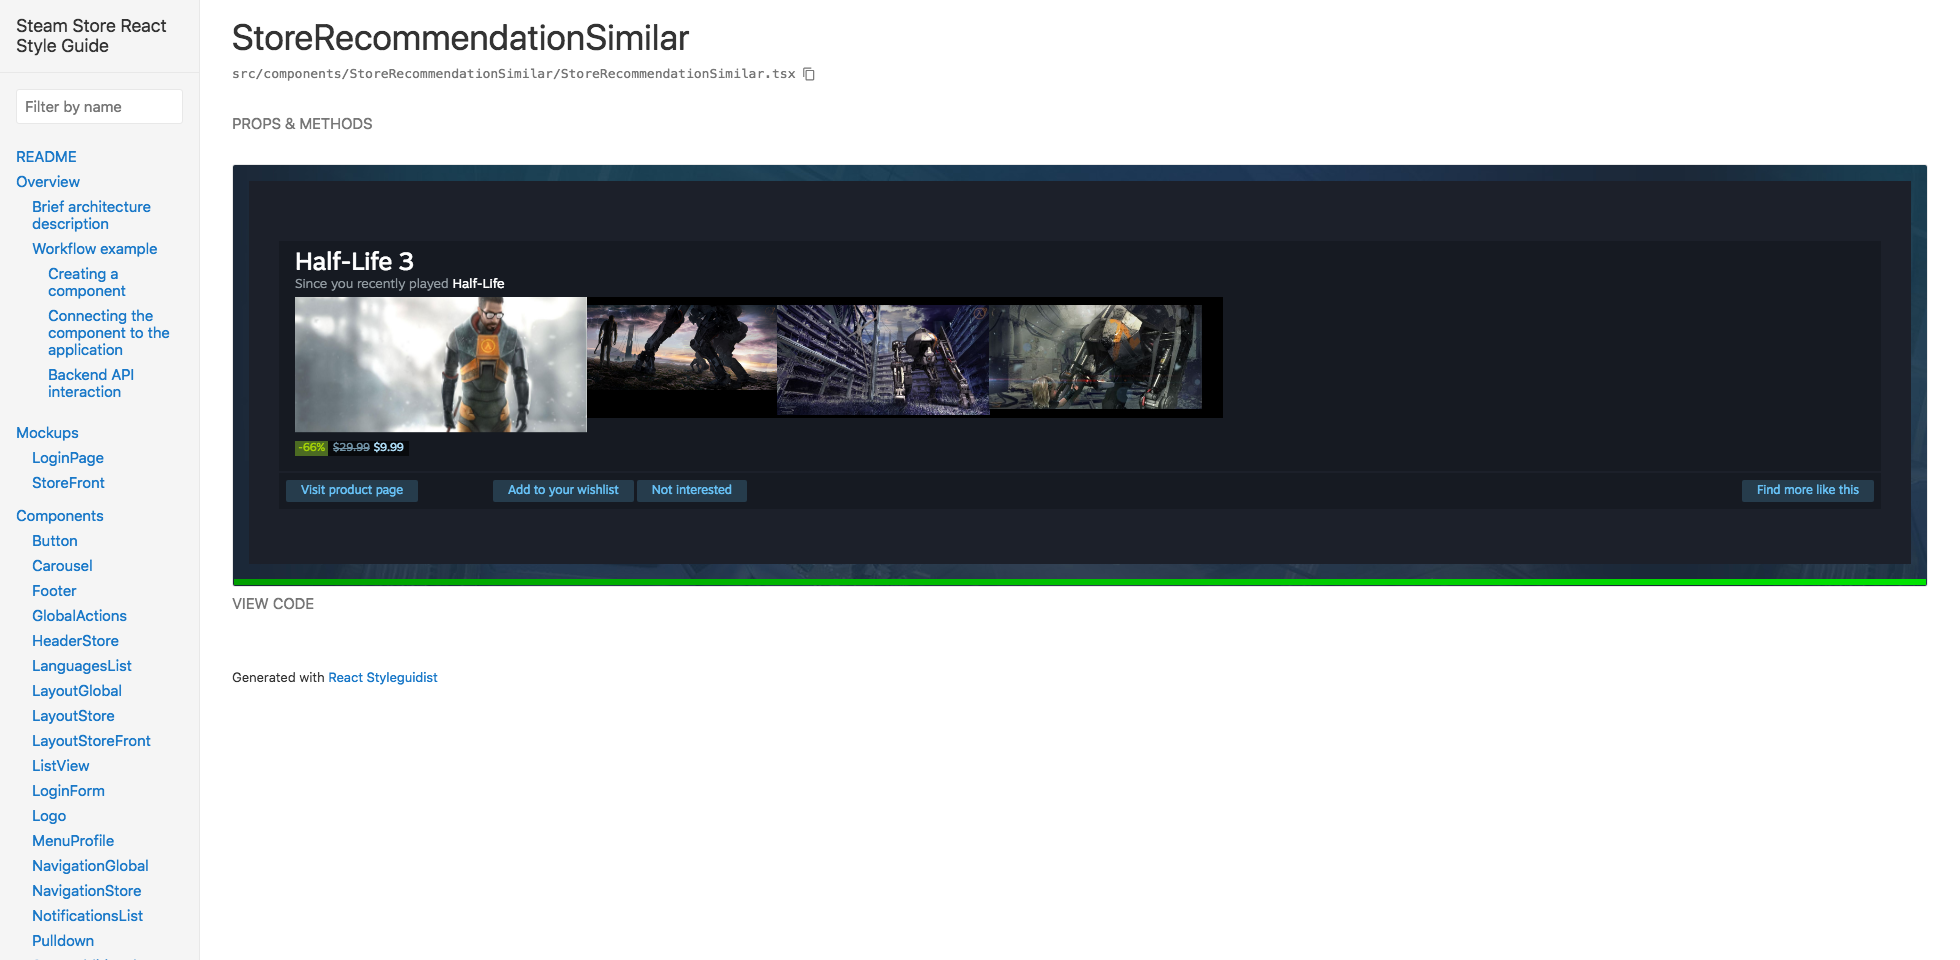 Steam Store React
Style Guide
Filter by name
README
Overview
Brief architecture
description
Workflow example
Creating a
component
Connecting the
component to the
application
Backend API
interaction
Mockups
LoginPage
StoreFront
Components
Button
Carousel
Footer
GlobalActions
HeaderStore
LanguagesList
LayoutGlobal
LayoutStore
LayoutStoreFront
ListView
LoginForm
Logo
MenuProfile
NavigationGlobal
NavigationStore
NotificationsList
Pulldown
StoreRecommendationSimilar
src/components/StoreRecommendationSimilar/StoreRecommendationSimilar.tsx
PROPS & METHODS
Half-Life 3
Since you recently played Half-Life
-66% $29.99 $9.99
Visit product page Add to your wishlist Not interested Find more like this
VIEW CODE
Generated with React Styleguidist